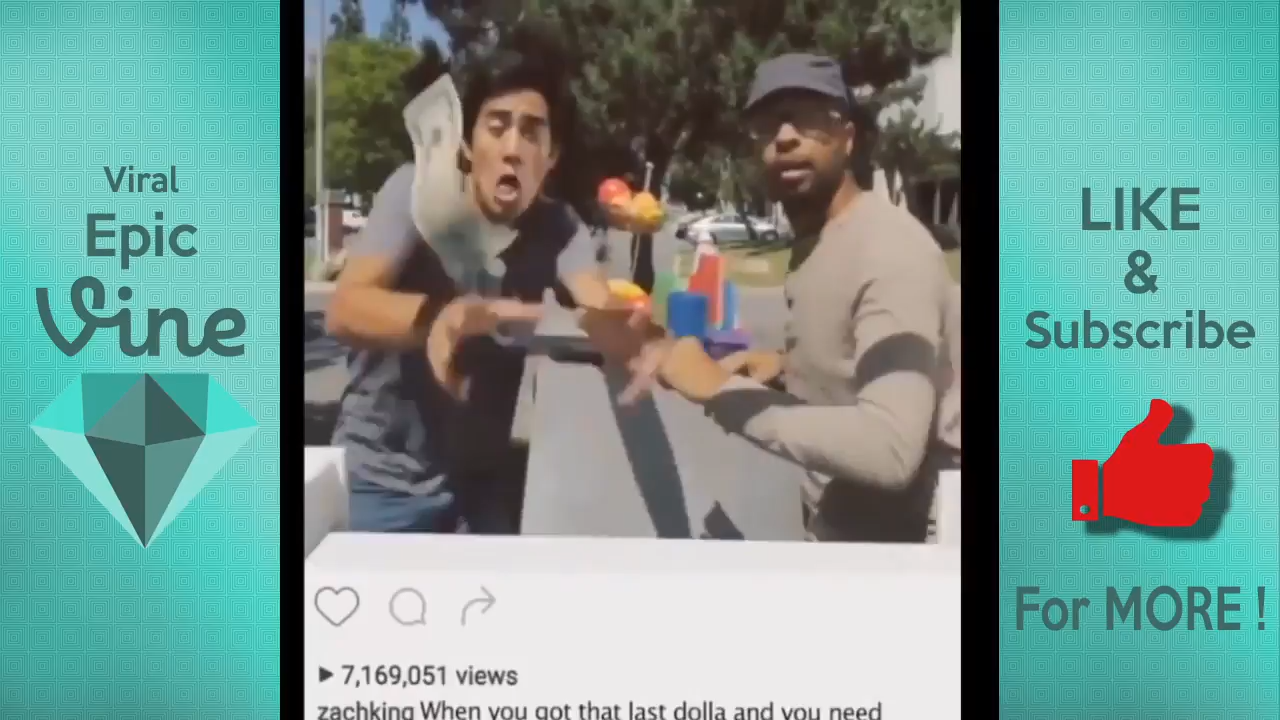 Viral
Epic
Vine
LIKE
&
Subscribe
For MORE !
7,169,051 views
zachking When you got that last dolla and you need